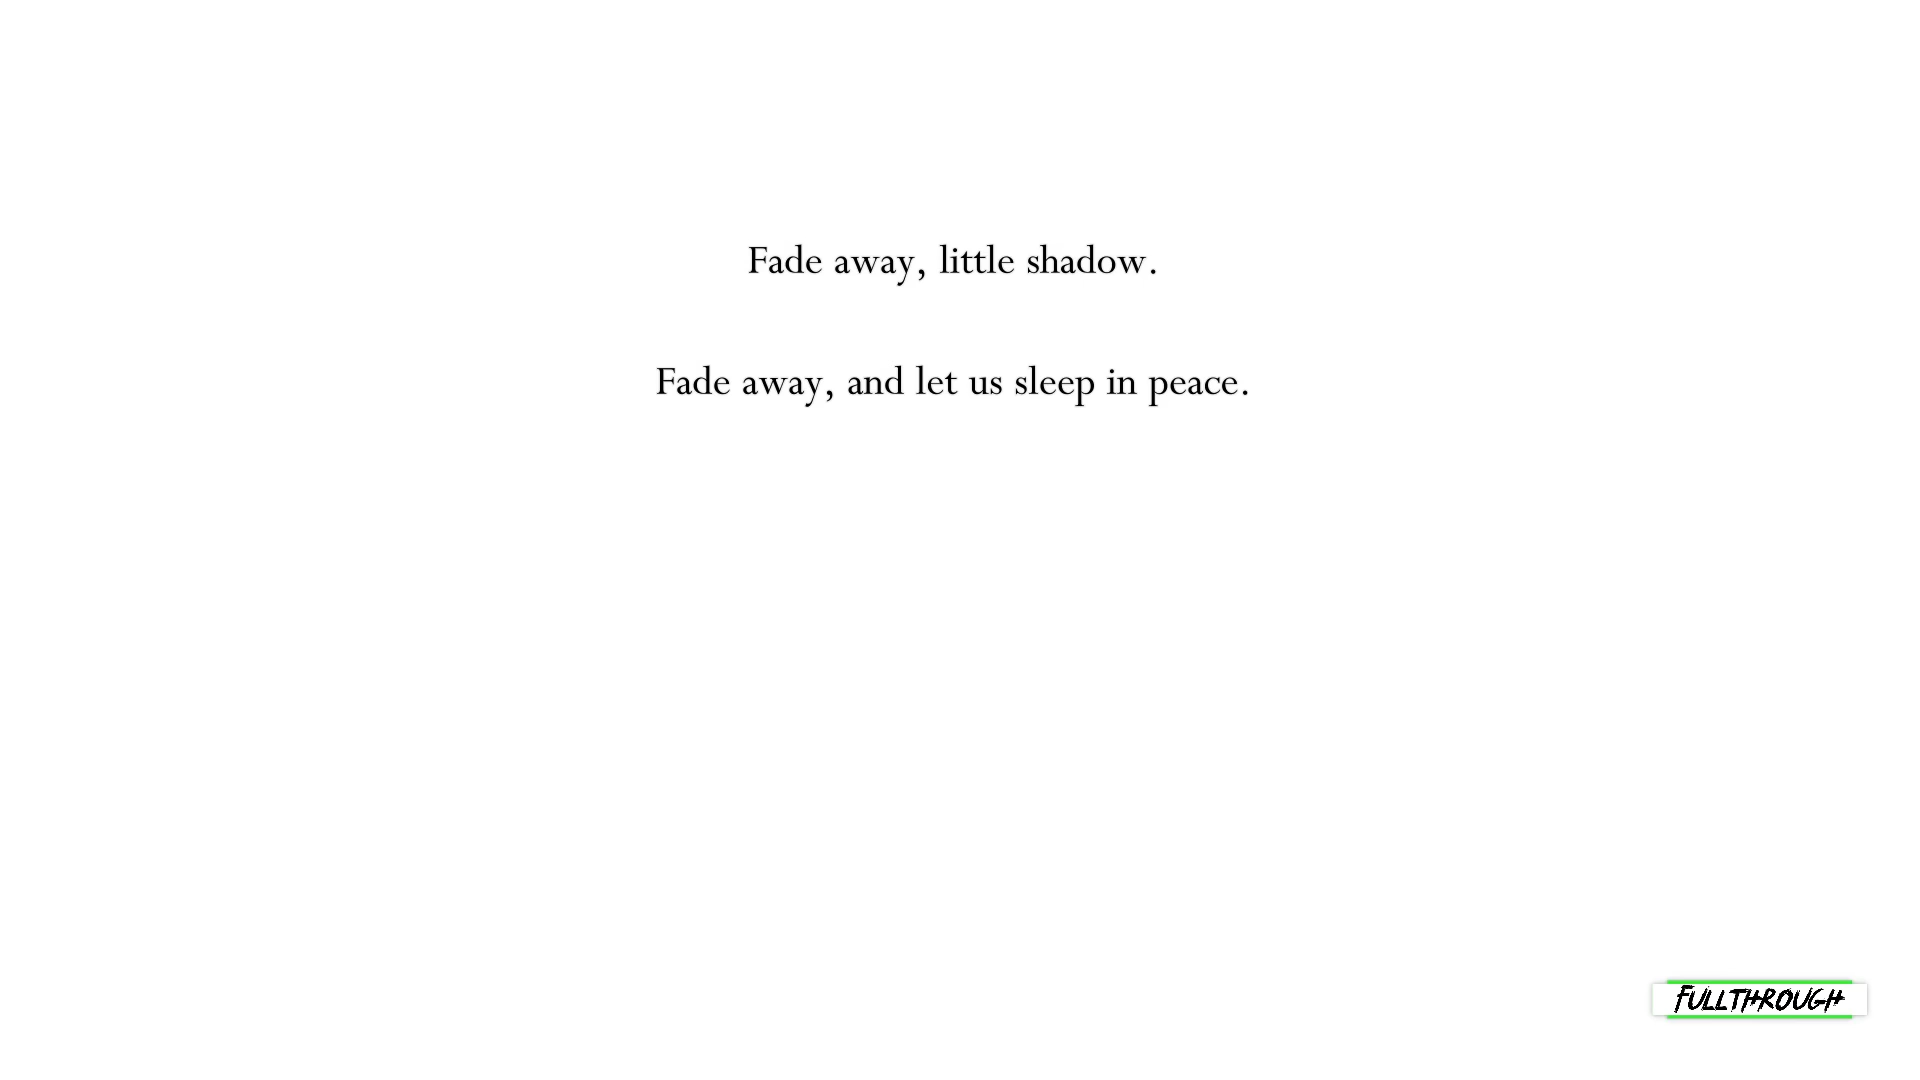 Fade away, little shadow.
Fade away, and let us sleep in peace.
FULLTHROUGH